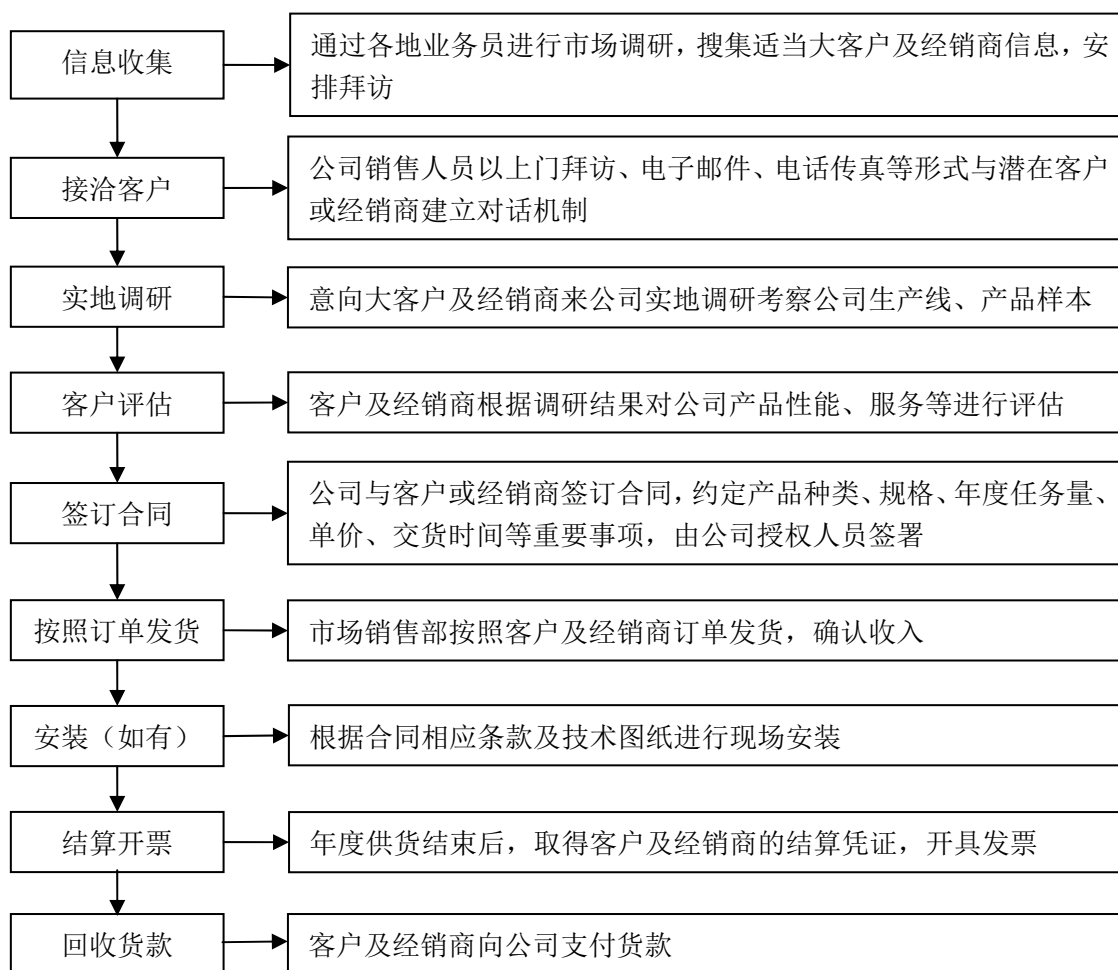 信息收集
通过各地业务员进行市场调研，搜集适当大客户及经销商信息，安
排拜访
接洽客户
公司销售人员以上门拜访、电子邮件、电话传真等形式与潜在客户
或经销商建立对话机制
实地调研
意向大客户及经销商来公司实地调研考察公司生产线、产品样本
客户评估
客户及经销商根据调研结果对公司产品性能、服务等进行评估
签订合同
公司与客户或经销商签订合同，约定产品种类、规格、年度任务量、
单价、交货时间等重要事项，由公司授权人员签署
按照订单发货
市场销售部按照客户及经销商订单发货，确认收入
安装（如有）
根据合同相应条款及技术图纸进行现场安装
结算开票
年度供货结束后，取得客户及经销商的结算凭证，开具发票
回收货款
客户及经销商向公司支付货款